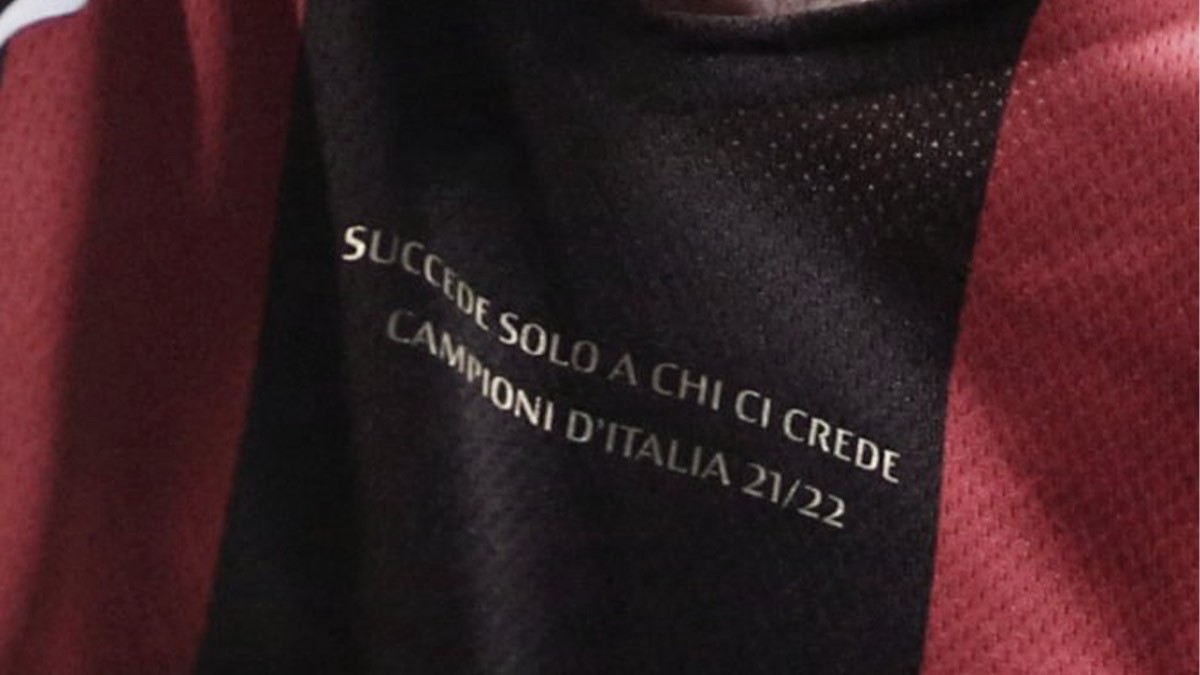 SUCCEDE SOLO A CHI CI CREDE
CAMPIONI D'ITALIA 21/22